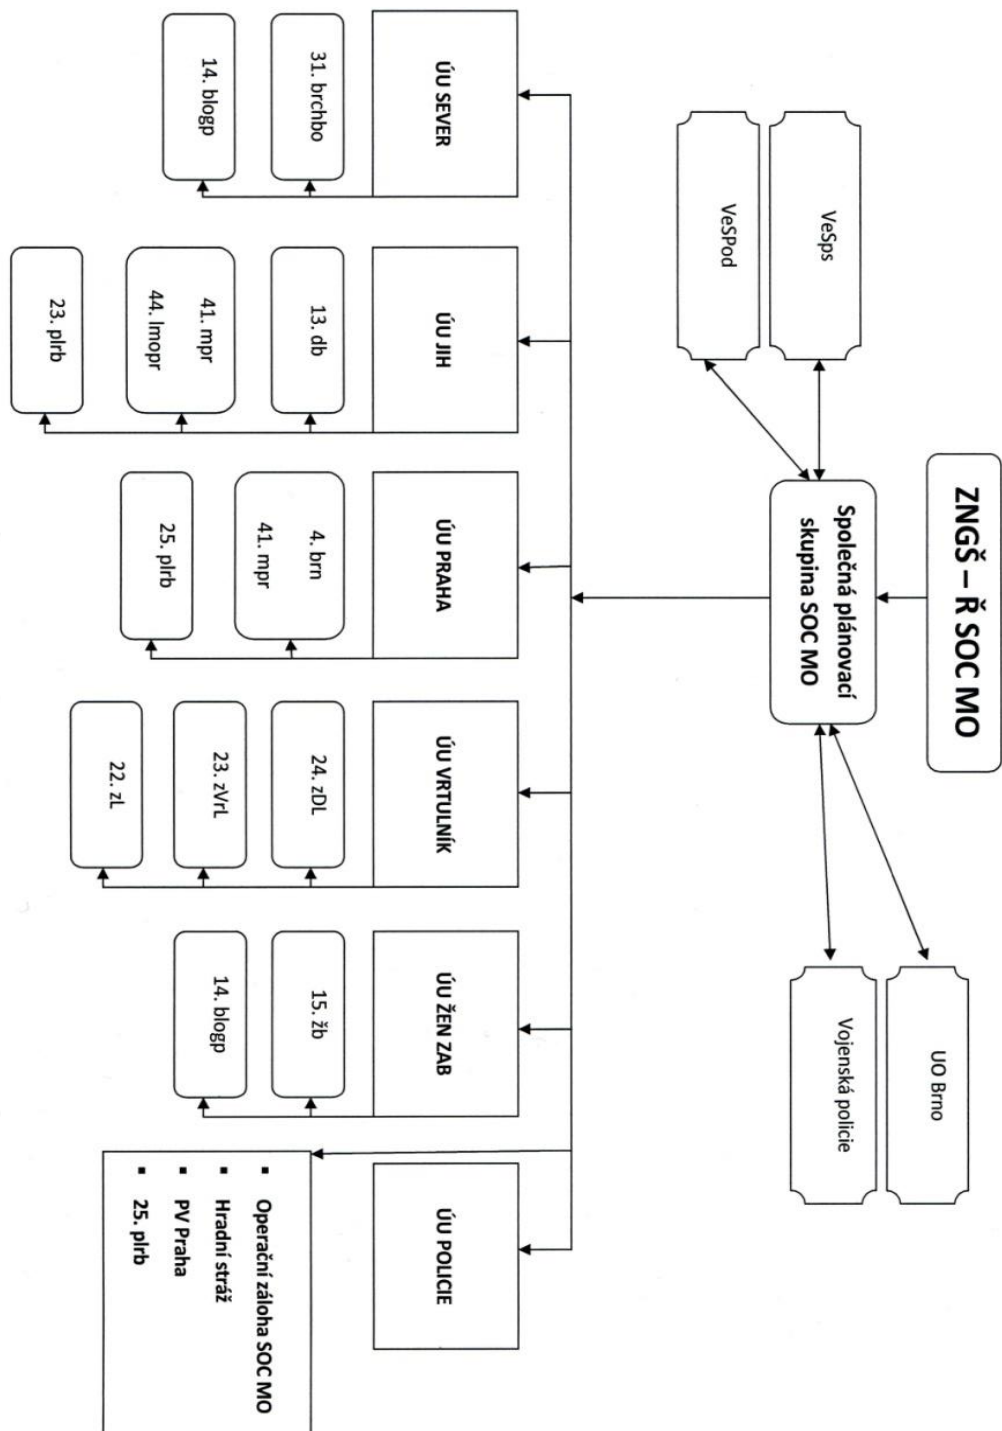 ZNGŠ – Ř SOC MO
Společná plánovací
skupina SOC MO
VeSps
VeSPod
UO Brno
Vojenská policie
ÚU SEVER
31. brchbo
14. blogp
ÚU JIH
13. db
41. mpr
44. lmopr
23. plrb
ÚU PRAHA
4. brn
41. mpr
25. plrb
ÚU VRTULNÍK
24. zDL
23. zVrL
22. zL
ÚU ŽEN ZAB
15. žb
14. blogp
ÚU POLICIE
▪ Operační záloha SOC MO
▪ Hradní stráž
▪ PV Praha
▪ 25. plrb